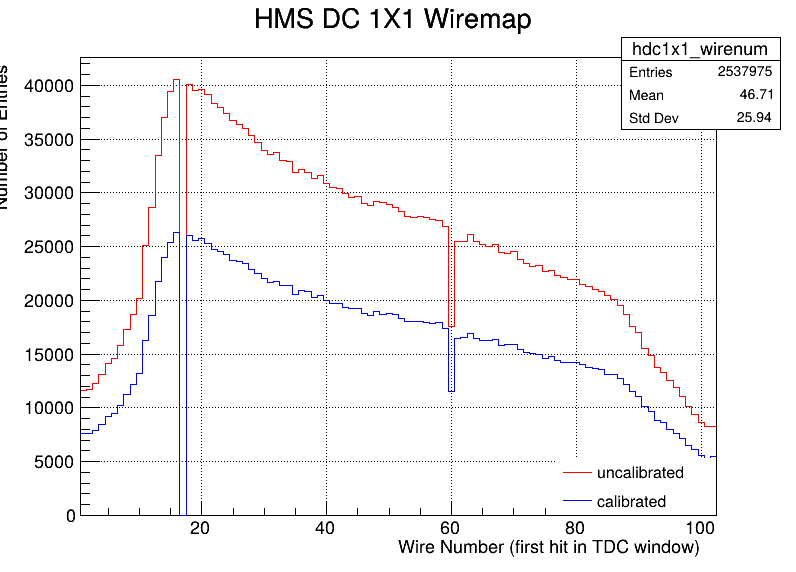 HMS DC 1X1 Wiremap
hdc1x1_wirenum
Entries 2537975
Mean 46.71
Std Dev 25.94
Number of Entries
40000
35000
30000
25000
20000
15000
10000
5000
0
uncalibrated
calibrated
20 40 60 80 100
Wire Number (first hit in TDC window)